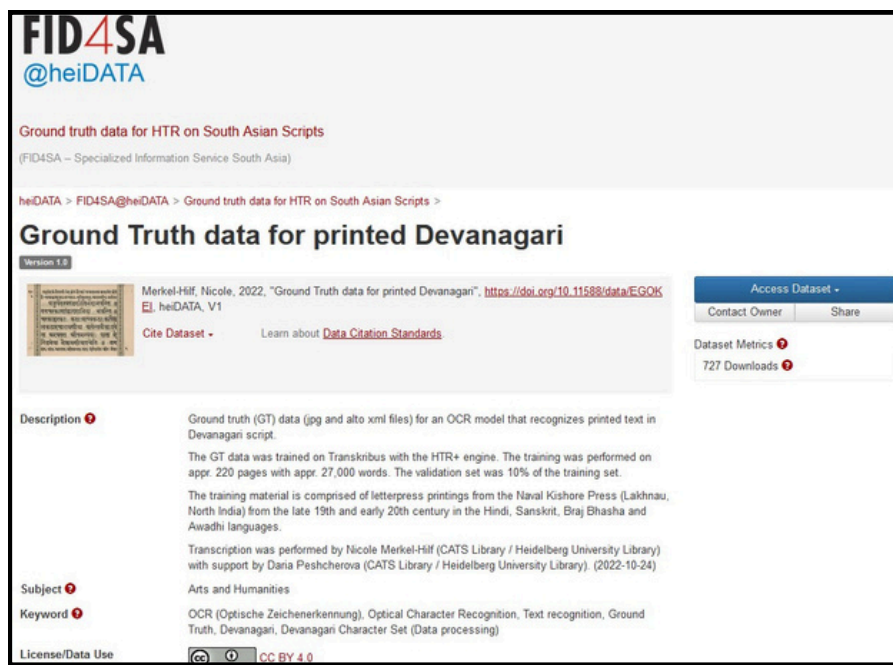 FID4SA
@heiDATA
Ground truth data for HTR on South Asian Scripts
(FID4SA – Specialized Information Service South Asia)
heiDATA > FID4SA@heiDATA > Ground truth data for HTR on South Asian Scripts >
Ground Truth data for printed Devanagari
Version 1.0
Merkel-Hilf, Nicole, 2022, "Ground Truth data for printed Devanagari", https://doi.org/10.11588/data/EGOK
EI, heiDATA, V1
Cite Dataset Learn about Data Citation Standards.
Access Dataset
Contact Owner Share
Dataset Metrics
727 Downloads
Description
Ground truth (GT) data (jpg and alto xml files) for an OCR model that recognizes printed text in
Devanagari script.
The GT data was trained on Transkribus with the HTR+ engine. The training was performed on
appr. 220 pages with appr. 27,000 words. The validation set was 10% of the training set.
The training material is comprised of letterpress printings from the Naval Kishore Press (Lakhnau,
North India) from the late 19th and early 20th century in the Hindi, Sanskrit, Braj Bhasha and
Awadhi languages.
Transcription was performed by Nicole Merkel-Hilf (CATS Library / Heidelberg University Library)
with support by Daria Peshcherova (CATS Library / Heidelberg University Library). (2022-10-24)
Subject Arts and Humanities
Keyword OCR (Optische Zeichenerkennung), Optical Character Recognition, Text recognition, Ground
Truth, Devanagari, Devanagari Character Set (Data processing)
License/Data Use cc CC BY 4.0